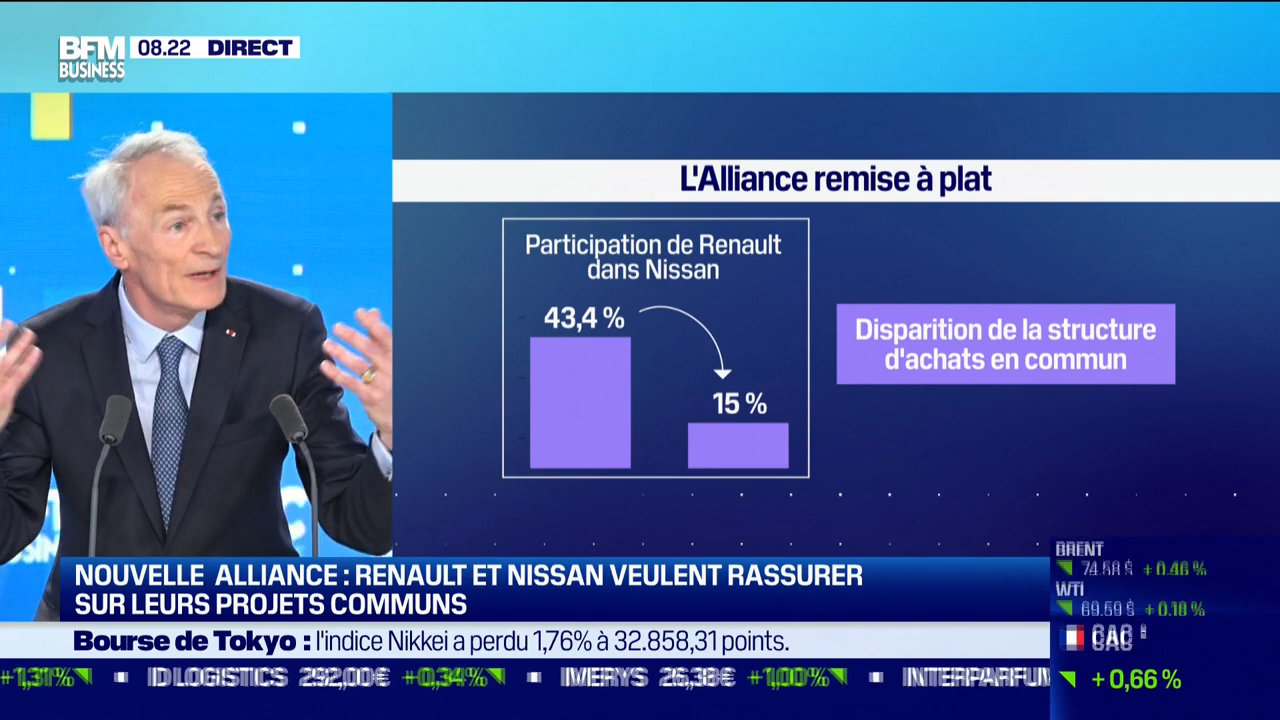 BFM
BUSINESS
08.22 DIRECT
L'Alliance remise à plat
Participation de Renault
dans Nissan
43,4 %
15 %
Disparition de la structure
d'achats en commun
NOUVELLE ALLIANCE : RENAULT ET NISSAN VEULENT RASSURER
SUR LEURS PROJETS COMMUNS
Bourse de Tokyo : l'indice Nikkei a perdu 1,76% à 32.858,31 points.
BRENT
74.58 $ + 0.46 %
WTI
69.59 $ + 0.18 %
CAC
+ 0,66 %
+1,31% ID LOGISTICS 292,00€ +0,34% IMERYS 26,38€ +1,00% INTERPARFUM